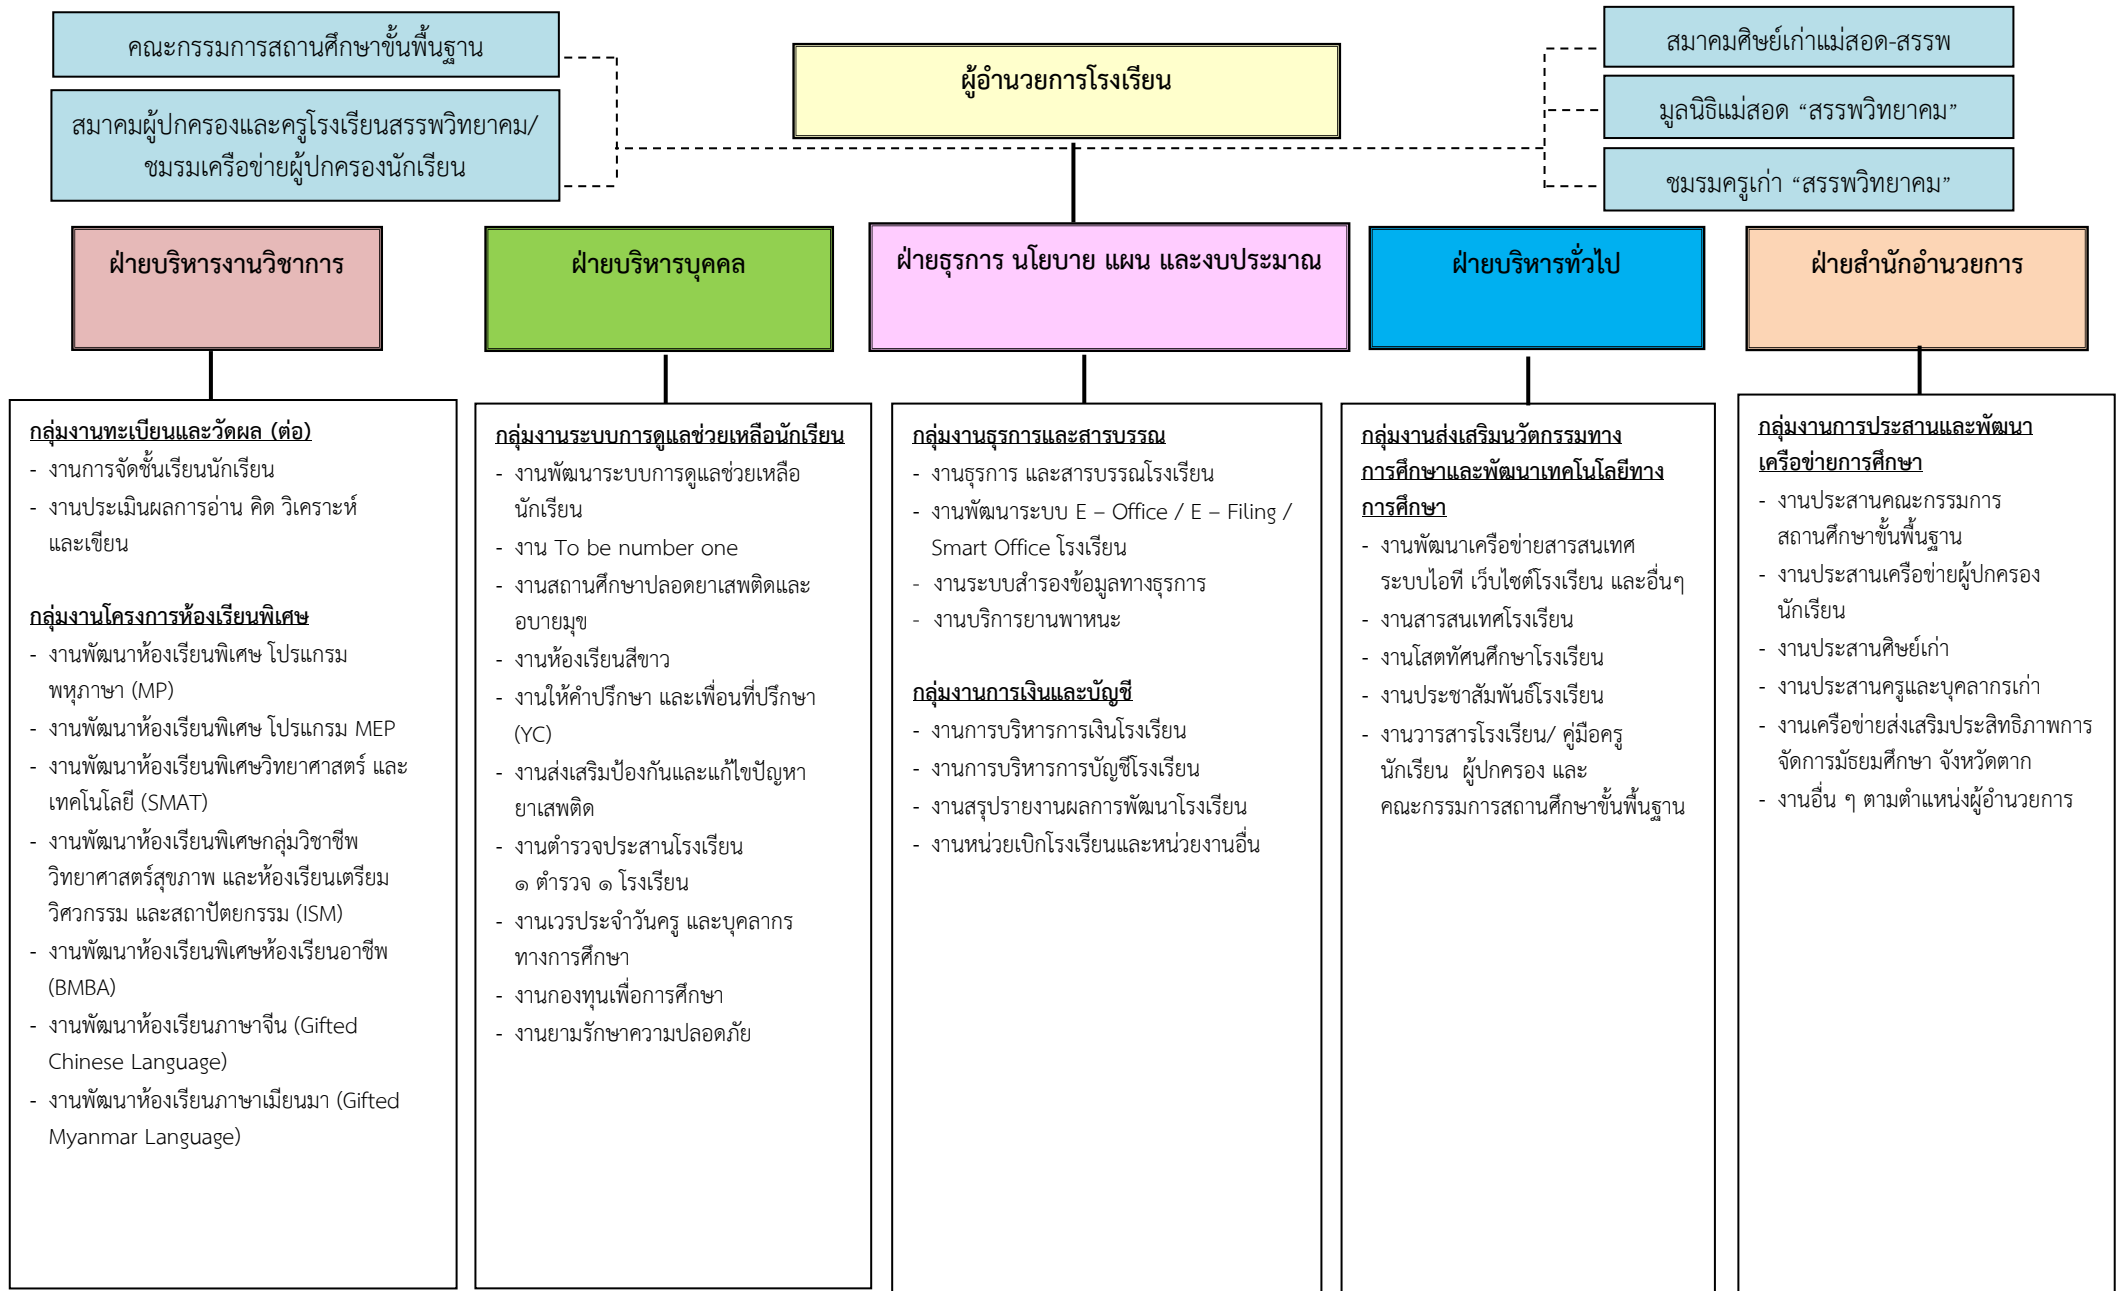 คณะกรรมการสถานศึกษาขั้นพื้นฐาน
สมาคมผู้ปกครองและครูโรงเรียนสรรพวิทยาคม/
ชมรมเครือข่ายผู้ปกครองนักเรียน
ผู้อำนวยการโรงเรียน
สมาคมศิษย์เก่าแม่สอด-สรรพ
มูลนิธิแม่สอด “สรรพวิทยาคม”
ชมรมครูเก่า “สรรพวิทยาคม”
ฝ่ายบริหารงานวิชาการ
กลุ่มงานทะเบียนและวัดผล (ต่อ)
- งานการจัดชั้นเรียนนักเรียน
- งานประเมินผลการอ่าน คิด วิเคราะห์
และเขียน
กลุ่มงานโครงการห้องเรียนพิเศษ
- งานพัฒนาห้องเรียนพิเศษ โปรแกรม
พหุภาษา (MP)
- งานพัฒนาห้องเรียนพิเศษ โปรแกรม MEP
- งานพัฒนาห้องเรียนพิเศษวิทยาศาสตร์ และ
เทคโนโลยี (SMAT)
- งานพัฒนาห้องเรียนพิเศษกลุ่มวิชาชีพ
วิทยาศาสตร์สุขภาพ และห้องเรียนเตรียม
วิศวกรรม และสถาปัตยกรรม (ISM)
- งานพัฒนาห้องเรียนพิเศษห้องเรียนอาชีพ
(BMBA)
- งานพัฒนาห้องเรียนภาษาจีน (Gifted
Chinese Language)
- งานพัฒนาห้องเรียนภาษาเมียนมา (Gifted
Myanmar Language)
ฝ่ายบริหารบุคคล
กลุ่มงานระบบการดูแลช่วยเหลือนักเรียน
- งานพัฒนาระบบการดูแลช่วยเหลือ
นักเรียน
- งาน To be number one
- งานสถานศึกษาปลอดยาเสพติดและ
อบายมุข
- งานห้องเรียนสีขาว
- งานให้คำปรึกษา และเพื่อนที่ปรึกษา
(YC)
- งานส่งเสริมป้องกันและแก้ไขปัญหา
ยาเสพติด
- งานตำรวจประสานโรงเรียน
๑ ตำรวจ ๑ โรงเรียน
- งานเวรประจำวันครู และบุคลากร
ทางการศึกษา
- งานกองทุนเพื่อการศึกษา
- งานยามรักษาความปลอดภัย
ฝ่ายธุรการ นโยบาย แผน และงบประมาณ
กลุ่มงานธุรการและสารบรรณ
- งานธุรการ และสารบรรณโรงเรียน
- งานพัฒนาระบบ E – Office / E – Filing /
Smart Office โรงเรียน
- งานระบบสำรองข้อมูลทางธุรการ
- งานบริการยานพาหนะ
กลุ่มงานการเงินและบัญชี
- งานการบริหารการเงินโรงเรียน
- งานการบริหารการบัญชีโรงเรียน
- งานสรุปรายงานผลการพัฒนาโรงเรียน
- งานหน่วยเบิกโรงเรียนและหน่วยงานอื่น
ฝ่ายบริหารทั่วไป
กลุ่มงานส่งเสริมนวัตกรรมทาง
การศึกษาและพัฒนาเทคโนโลยีทาง
การศึกษา
- งานพัฒนาเครือข่ายสารสนเทศ
ระบบไอที เว็บไซต์โรงเรียน และอื่นๆ
- งานสารสนเทศโรงเรียน
- งานโสตทัศนศึกษาโรงเรียน
- งานประชาสัมพันธ์โรงเรียน
- งานวารสารโรงเรียน/ คู่มือครู
นักเรียน ผู้ปกครอง และ
คณะกรรมการสถานศึกษาขั้นพื้นฐาน
ฝ่ายสำนักอำนวยการ
กลุ่มงานการประสานและพัฒนา
เครือข่ายการศึกษา
- งานประสานคณะกรรมการ
สถานศึกษาขั้นพื้นฐาน
- งานประสานเครือข่ายผู้ปกครอง
นักเรียน
- งานประสานศิษย์เก่า
- งานประสานครูและบุคลากรเก่า
- งานเครือข่ายส่งเสริมประสิทธิภาพการ
จัดการมัธยมศึกษา จังหวัดตาก
- งานอื่น ๆ ตามตำแหน่งผู้อำนวยการ